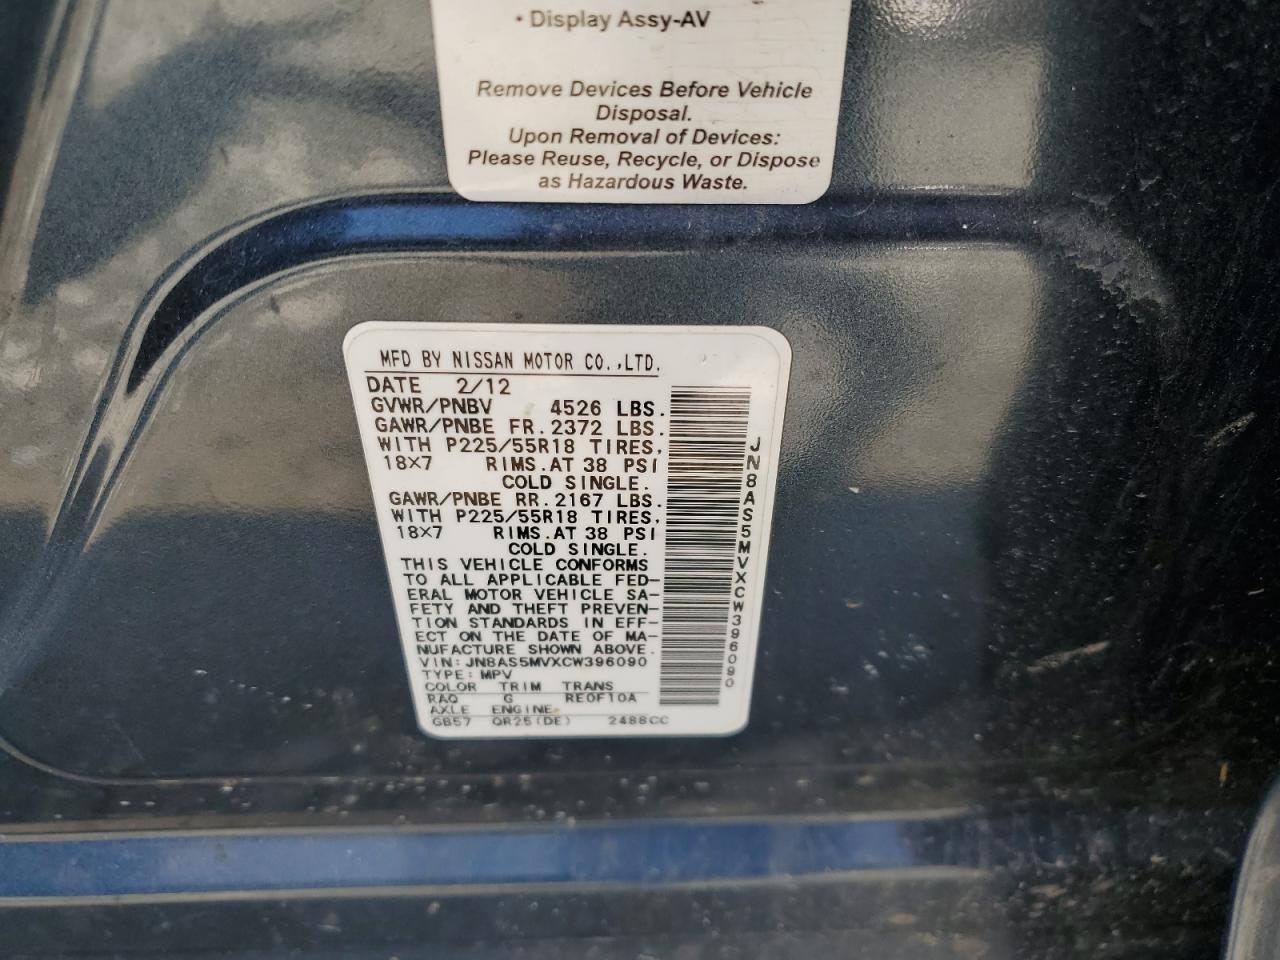 • Display Assy-AV
Remove Devices Before Vehicle
Disposal.
Upon Removal of Devices:
Please Reuse, Recycle, or Dispose
as Hazardous Waste.
MFD BY NISSAN MOTOR CO.,LTD.
DATE 2/12
GVWR/PNBV 4526 LBS.
GAWR/PNBE FR.2372 LBS.
WITH P225/55R18 TIRES,
18×7 RIMS.AT 38 PSI
COLD SINGLE.
GAWR/PNBE RR.2167 LBS.
WITH P225/55R18 TIRES,
18×7 RIMS.AT 38 PSI
COLD SINGLE.
THIS VEHICLE CONFORMS
TO ALL APPLICABLE FED-
ERAL MOTOR VEHICLE SA-
FETY AND THEFT PREVEN-
TION STANDARDS IN EFF-
ECT ON THE DATE OF MA-
NUFACTURE SHOWN ABOVE.
VIN:JN8AS5MVXCW396090
TYPE:MPV
COLOR TRIM TRANS
RAQ G RE0F10A
AXLE ENGINE
GB57 QR25(DE) 2488CC
JN8AS5MVXCW396090